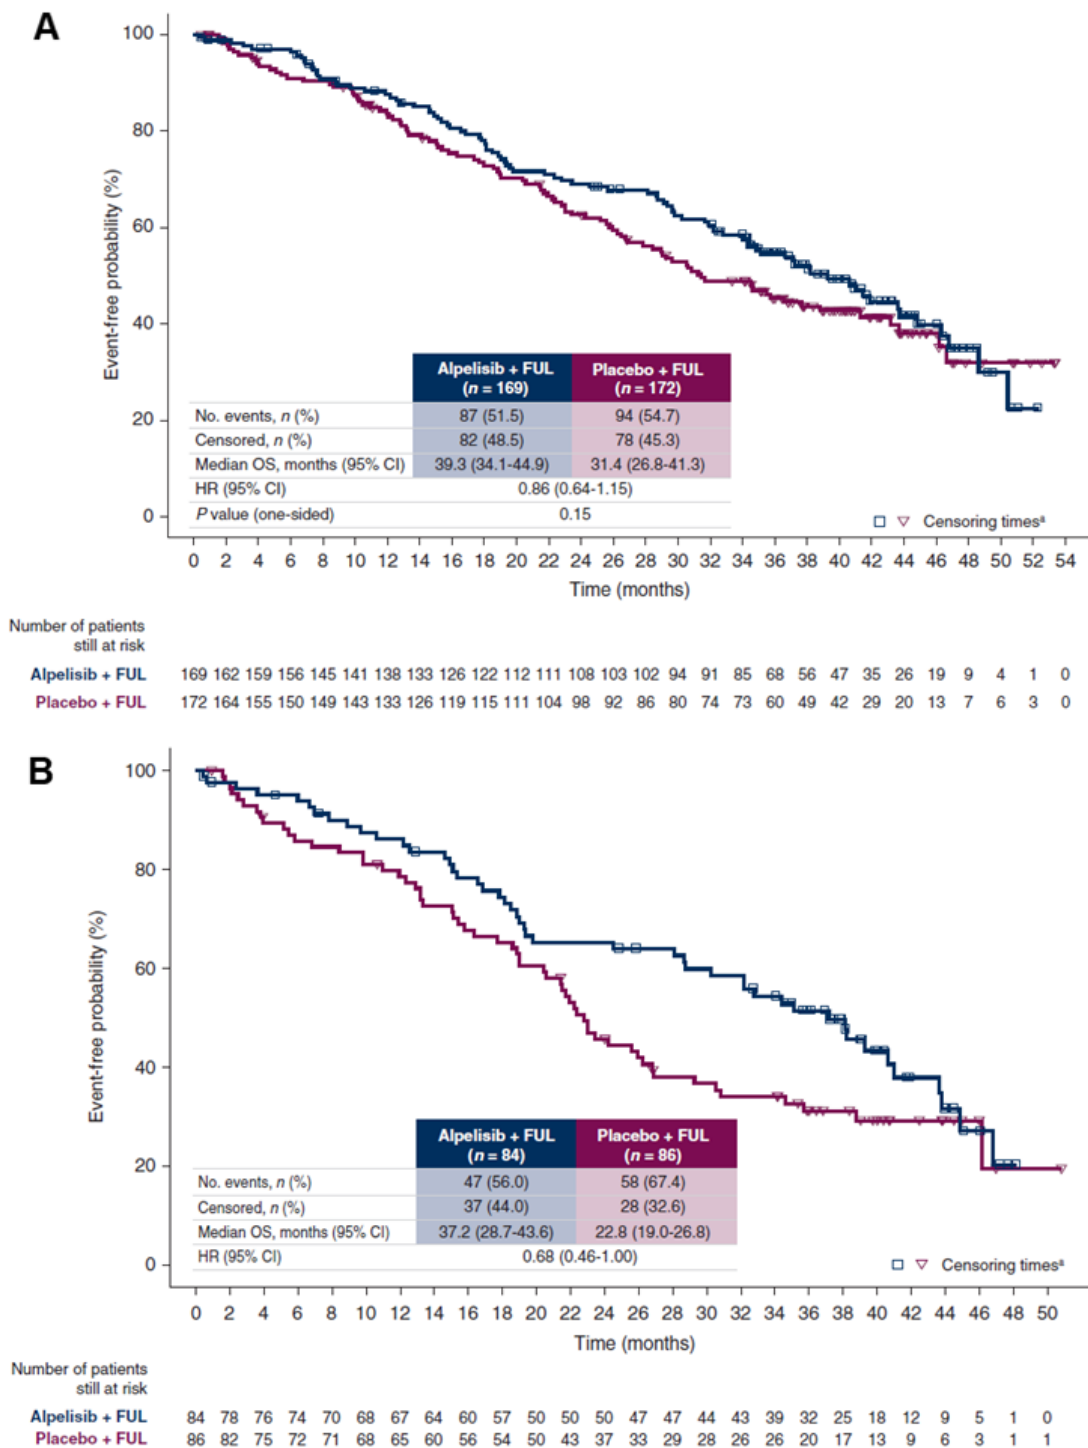 A
100
80
60
40
20
0
Event-free probability (%)
Alpelisib + FUL (n = 169) Placebo + FUL (n = 172)
No. events, n (%) 87 (51.5) 94 (54.7)
Censored, n (%) 82 (48.5) 78 (45.3)
Median OS, months (95% CI) 39.3 (34.1-44.9) 31.4 (26.8-41.3)
HR (95% CI) 0.86 (0.64-1.15)
P value (one-sided) 0.15
Censoring timesª
0 2 4 6 8 10 12 14 16 18 20 22 24 26 28 30 32 34 36 38 40 42 44 46 48 50 52 54
Time (months)
Number of patients
still at risk
Alpelisib + FUL 169 162 159 156 145 141 138 133 126 122 112 111 108 103 102 94 91 85 68 56 47 35 26 19 9 4 1 0
Placebo + FUL 172 164 155 150 149 143 133 126 119 115 111 104 98 92 86 80 74 73 60 49 42 29 20 13 7 6 3 0
B
100
80
60
40
20
0
Event-free probability (%)
Alpelisib + FUL (n = 84) Placebo + FUL (n = 86)
No. events, n (%) 47 (56.0) 58 (67.4)
Censored, n (%) 37 (44.0) 28 (32.6)
Median OS, months (95% CI) 37.2 (28.7-43.6) 22.8 (19.0-26.8)
HR (95% CI) 0.68 (0.46-1.00)
Censoring timesª
0 2 4 6 8 10 12 14 16 18 20 22 24 26 28 30 32 34 36 38 40 42 44 46 48 50
Time (months)
Number of patients
still at risk
Alpelisib + FUL 84 78 76 74 70 68 67 64 60 57 50 50 50 47 47 44 43 39 32 25 18 12 9 5 1 0
Placebo + FUL 86 82 75 72 71 68 65 60 56 54 50 43 37 33 29 28 26 26 20 17 13 9 6 3 1 1